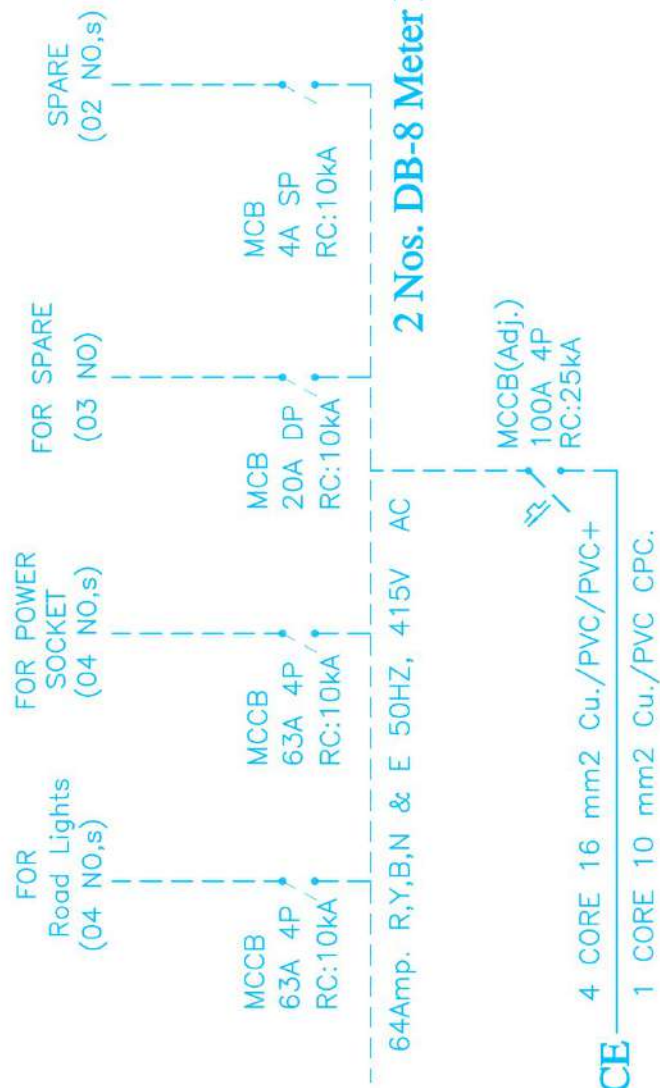 FOR
Road Lights
(04 NO,s)
FOR POWER
SOCKET
(04 NO,s)
FOR SPARE
(03 NO)
SPARE
(02 NO,s)
MCCB
63A 4P
RC:10kA
MCCB
63A 4P
RC:10kA
MCB
20A DP
RC:10kA
MCB
4A SP
RC:10kA
64Amp. R,Y,B,N & E 50HZ, 415V AC
2 Nos. DB-8 Meter
MCCB(Adj.)
100A 4P
RC:25kA
4 CORE 16 mm2 Cu./PVC/PVC+
1 CORE 10 mm2 Cu./PVC CPC.
CE